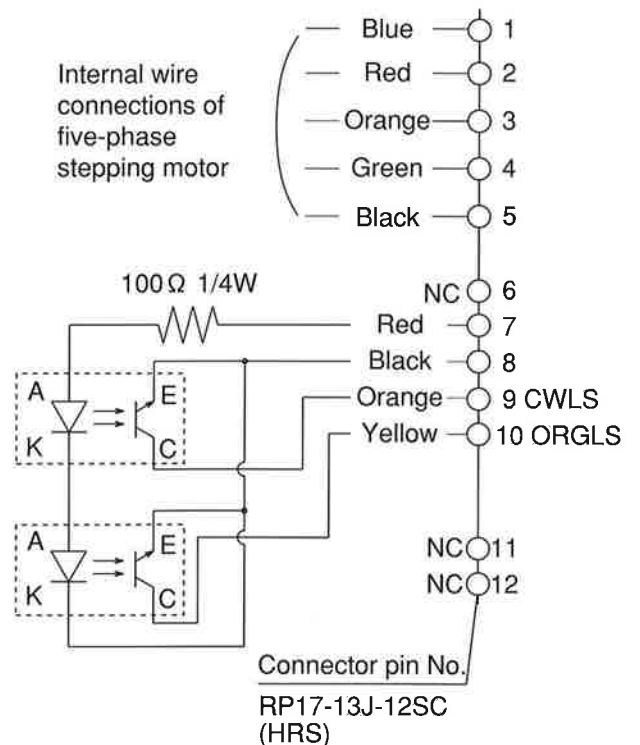 Blue 1
Internal wire
connections of
five-phase
stepping motor
Red 2
Orange 3
Green 4
Black 5
NC 6
100Ω 1/4W
Red 7
Black 8
Orange 9 CWLS
Yellow 10 ORGLS
A
E
K
C
A
E
K
C
NC 11
NC 12
Connector pin No.
RP17-13J-12SC
(HRS)